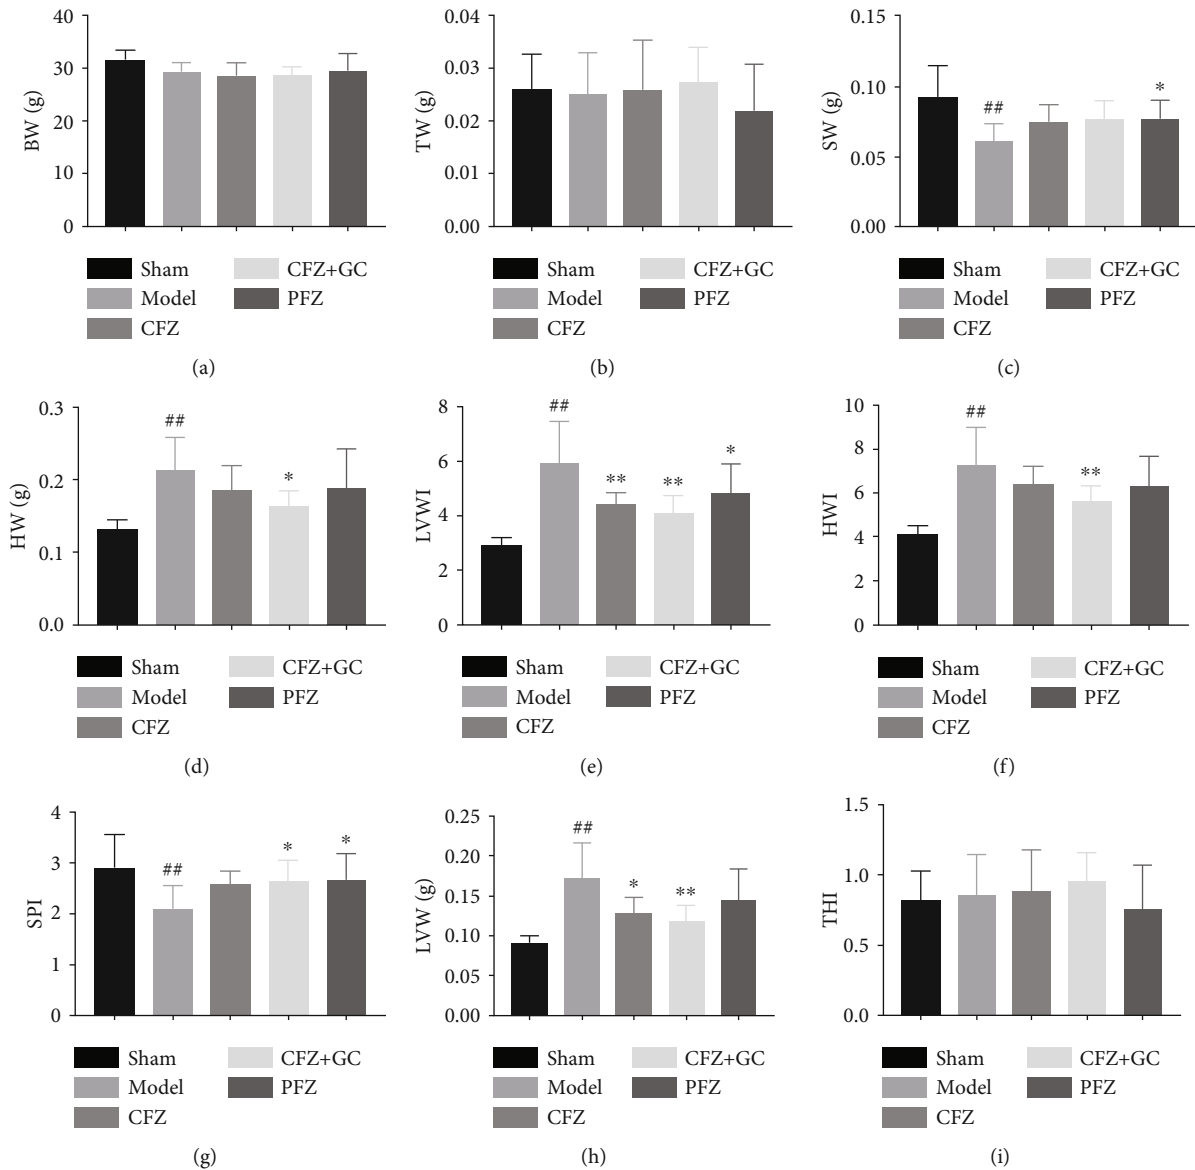 BW (g)
40
30
20
10
0
Sham
CFZ+GC
Model
PFZ
CFZ
(a)
TW (g)
0.04
0.03
0.02
0.01
0.00
Sham
CFZ+GC
Model
PFZ
CFZ
(b)
SW (g)
0.15
0.10
0.05
0.00
##
*
Sham
CFZ+GC
Model
PFZ
CFZ
(c)
HW (g)
0.3
0.2
0.1
0.0
##
*
Sham
CFZ+GC
Model
PFZ
CFZ
(d)
LVWI
8
6
4
2
0
##
**
**
*
Sham
CFZ+GC
Model
PFZ
CFZ
(e)
HWI
10
8
6
4
2
0
##
**
Sham
CFZ+GC
Model
PFZ
CFZ
(f)
SPI
4
3
2
1
0
##
*
*
Sham
CFZ+GC
Model
PFZ
CFZ
(g)
LVW (g)
0.25
0.20
0.15
0.10
0.05
0.00
##
*
**
Sham
CFZ+GC
Model
PFZ
CFZ
(h)
THI
1.5
1.0
0.5
0.0
Sham
CFZ+GC
Model
PFZ
CFZ
(i)